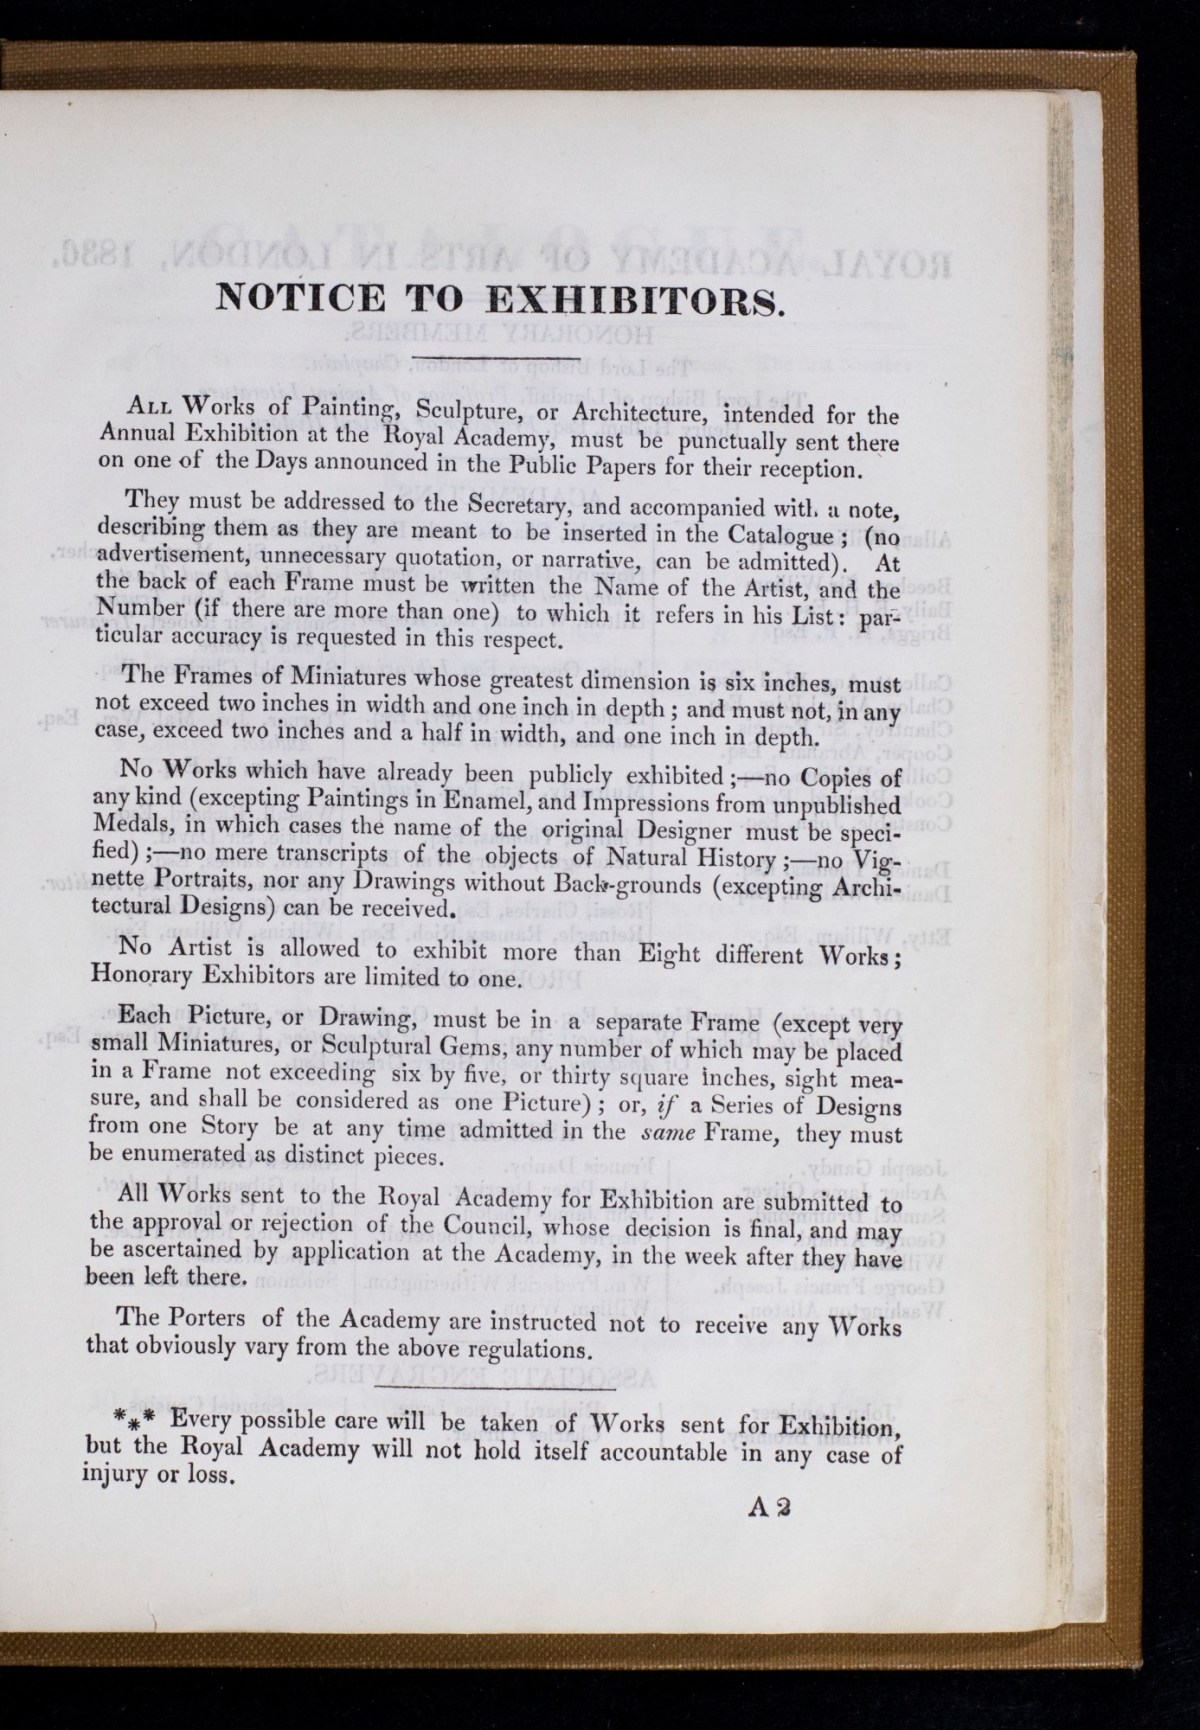 NOTICE TO EXHIBITORS.
ALL Works of Painting, Sculpture, or Architecture, intended for the
Annual Exhibition at the Royal Academy, must be punctually sent there
on one of the Days announced in the Public Papers for their reception.
They must be addressed to the Secretary, and accompanied with a note,
describing them as they are meant to be inserted in the Catalogue; (no
advertisement, unnecessary quotation, or narrative, can be admitted). At
the back of each Frame must be written the Name of the Artist, and the
Number (if there are more than one) to which it refers in his List: par-
ticular accuracy is requested in this respect.
The Frames of Miniatures whose greatest dimension is six inches, must
not exceed two inches in width and one inch in depth; and must not, in any
case, exceed two inches and a half in width, and one inch in depth.
No Works which have already been publicly exhibited;—no Copies of
any kind (excepting Paintings in Enamel, and Impressions from unpublished
Medals, in which cases the name of the original Designer must be speci-
fied);—no mere transcripts of the objects of Natural History;—no Vig-
nette Portraits, nor any Drawings without Back-grounds (excepting Archi-
tectural Designs) can be received.
No Artist is allowed to exhibit more than Eight different Works;
Honorary Exhibitors are limited to one.
Each Picture, or Drawing, must be in a separate Frame (except very
small Miniatures, or Sculptural Gems, any number of which may be placed
in a Frame not exceeding six by five, or thirty square inches, sight mea-
sure, and shall be considered as one Picture); or, if a Series of Designs
from one Story be at any time admitted in the same Frame, they must
be enumerated as distinct pieces.
All Works sent to the Royal Academy for Exhibition are submitted to
the approval or rejection of the Council, whose decision is final, and may
be ascertained by application at the Academy, in the week after they have
been left there.
The Porters of the Academy are instructed not to receive any Works
that obviously vary from the above regulations.
*** Every possible care will be taken of Works sent for Exhibition,
but the Royal Academy will not hold itself accountable in any case of
injury or loss.
A 2